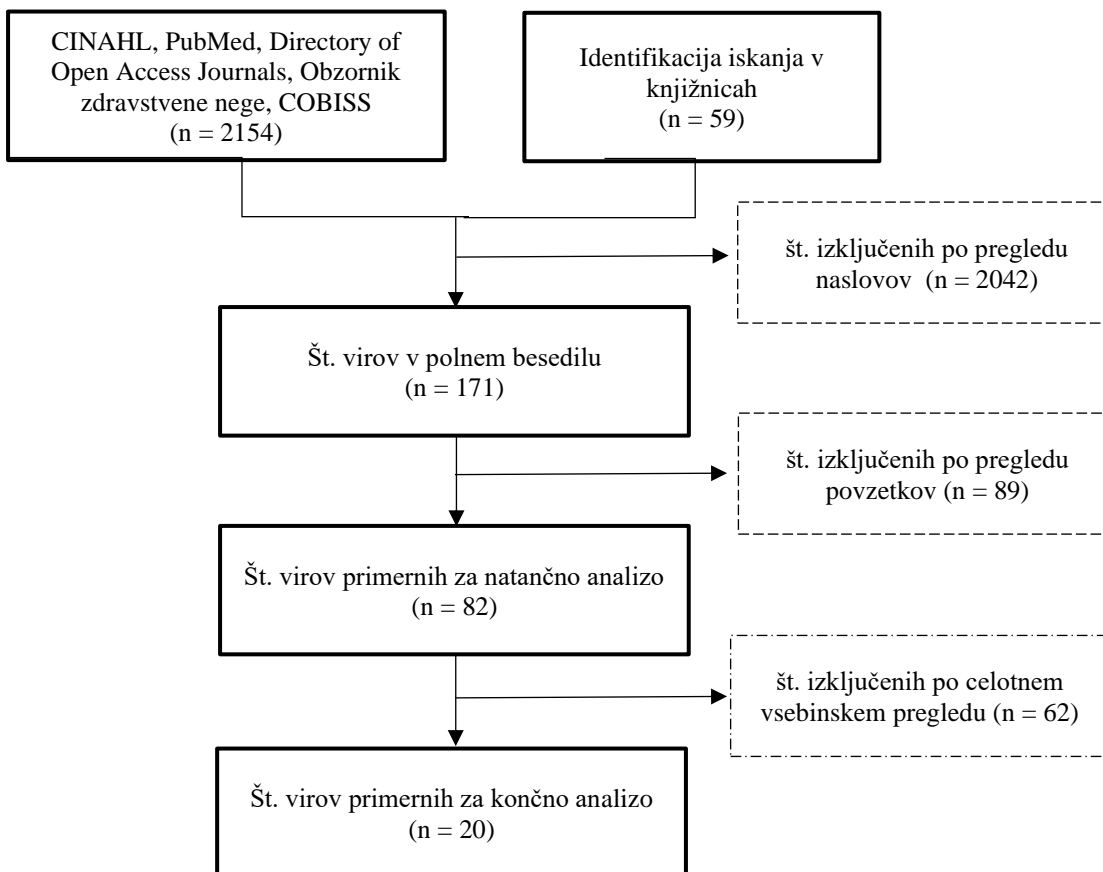 CINAHL, PubMed, Directory of
Open Access Journals, Obzornik
zdravstvene nege, COBISS
(n = 2154)
Identifikacija iskanja v
knjižnicah
(n = 59)
št. izključenih po pregledu
naslovov (n = 2042)
Št. virov v polnem besedilu
(n = 171)
št. izključenih po pregledu
povzetkov (n = 89)
Št. virov primernih za natančno analizo
(n = 82)
št. izključenih po celotnem
vsebinskem pregledu (n = 62)
Št. virov primernih za končno analizo
(n = 20)